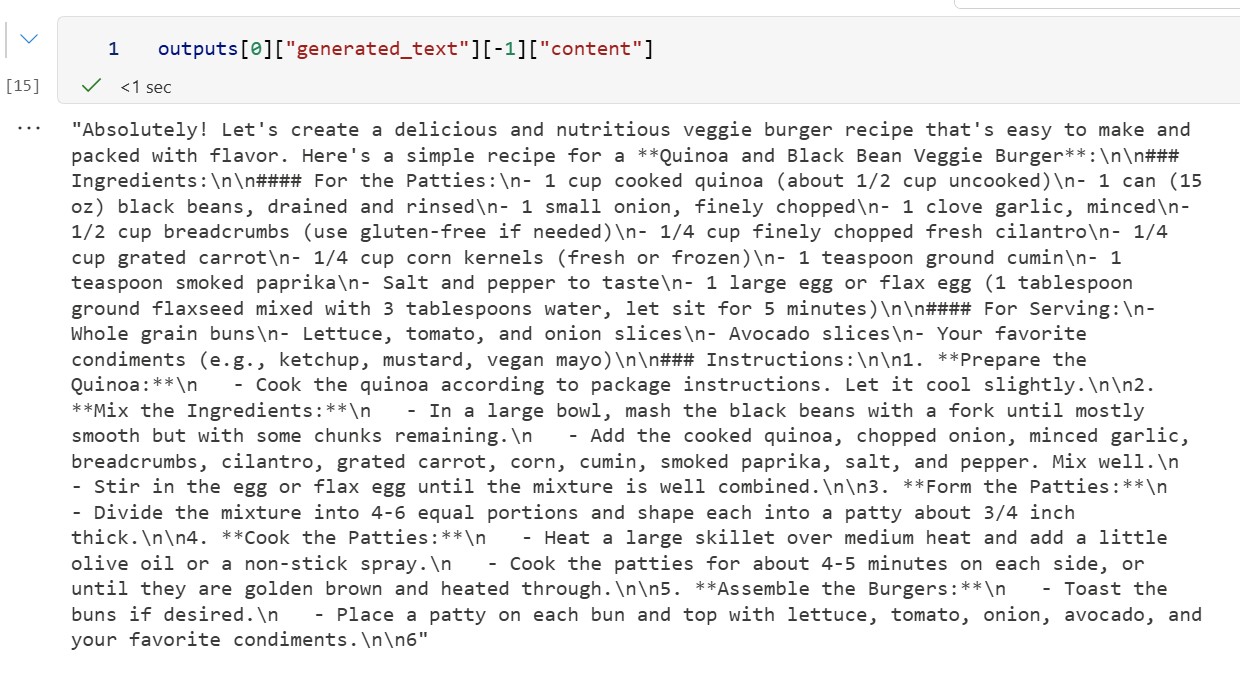 1 outputs[0]["generated_text"][-1]["content"]
[15] <1 sec
... "Absolutely! Let's create a delicious and nutritious veggie burger recipe that's easy to make and
packed with flavor. Here's a simple recipe for a **Quinoa and Black Bean Veggie Burger**:\n\n###
Ingredients:\n\n#### For the Patties:\n- 1 cup cooked quinoa (about 1/2 cup uncooked)\n- 1 can (15
oz) black beans, drained and rinsed\n- 1 small onion, finely chopped\n- 1 clove garlic, minced\n-
1/2 cup breadcrumbs (use gluten-free if needed)\n- 1/4 cup finely chopped fresh cilantro\n- 1/4
cup grated carrot\n- 1/4 cup corn kernels (fresh or frozen)\n- 1 teaspoon ground cumin\n- 1
teaspoon smoked paprika\n- Salt and pepper to taste\n- 1 large egg or flax egg (1 tablespoon
ground flaxseed mixed with 3 tablespoons water, let sit for 5 minutes)\n\n#### For Serving:\n-
Whole grain buns\n- Lettuce, tomato, and onion slices\n- Avocado slices\n- Your favorite
condiments (e.g., ketchup, mustard, vegan mayo)\n\n### Instructions:\n\n1. **Prepare the
Quinoa:**\n   - Cook the quinoa according to package instructions. Let it cool slightly.\n\n2.
**Mix the Ingredients:**\n   - In a large bowl, mash the black beans with a fork until mostly
smooth but with some chunks remaining.\n   - Add the cooked quinoa, chopped onion, minced garlic,
breadcrumbs, cilantro, grated carrot, corn, cumin, smoked paprika, salt, and pepper. Mix well.\n
- Stir in the egg or flax egg until the mixture is well combined.\n\n3. **Form the Patties:**\n
- Divide the mixture into 4-6 equal portions and shape each into a patty about 3/4 inch
thick.\n\n4. **Cook the Patties:**\n   - Heat a large skillet over medium heat and add a little
olive oil or a non-stick spray.\n   - Cook the patties for about 4-5 minutes on each side, or
until they are golden brown and heated through.\n\n5. **Assemble the Burgers:**\n   - Toast the
buns if desired.\n   - Place a patty on each bun and top with lettuce, tomato, onion, avocado, and
your favorite condiments.\n\n6"